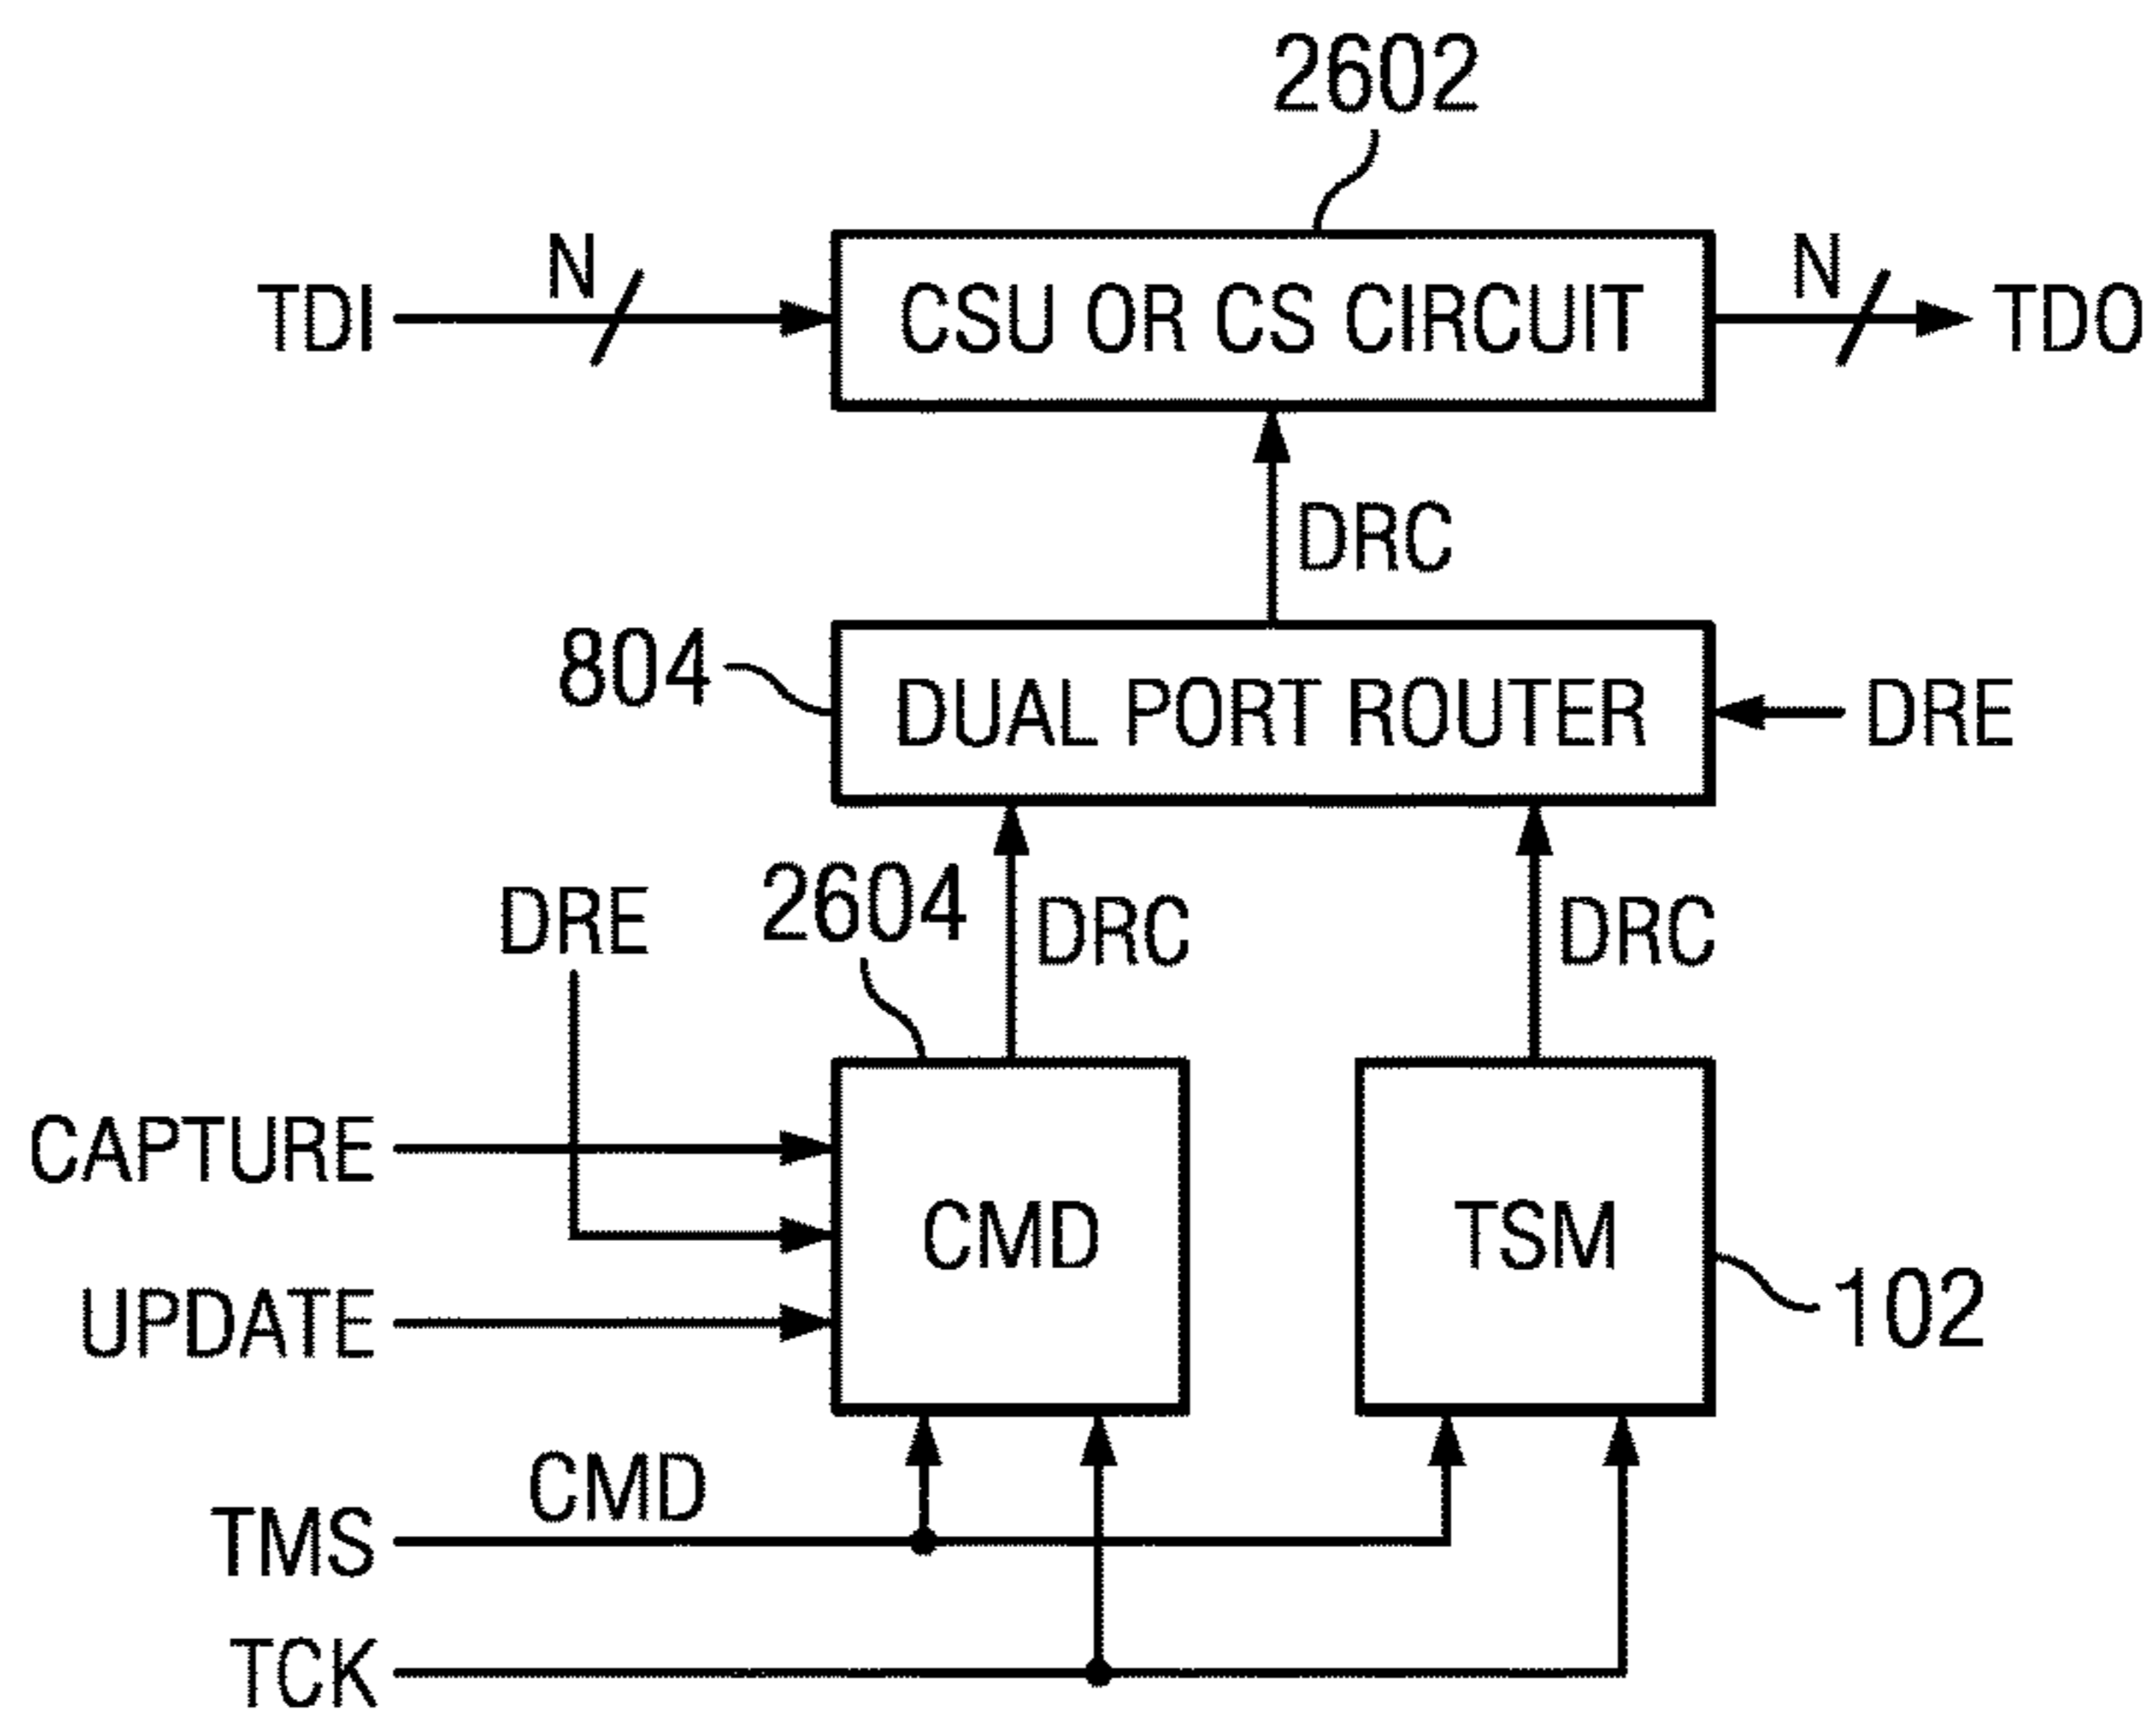 2602
N
N
TDI
CSU OR CS CIRCUIT
TDO
DRC
804
DUAL PORT ROUTER
DRE
2604
DRE
DRC
DRC
CAPTURE
CMD
TSM
UPDATE
102
CMD
TMS
TCK